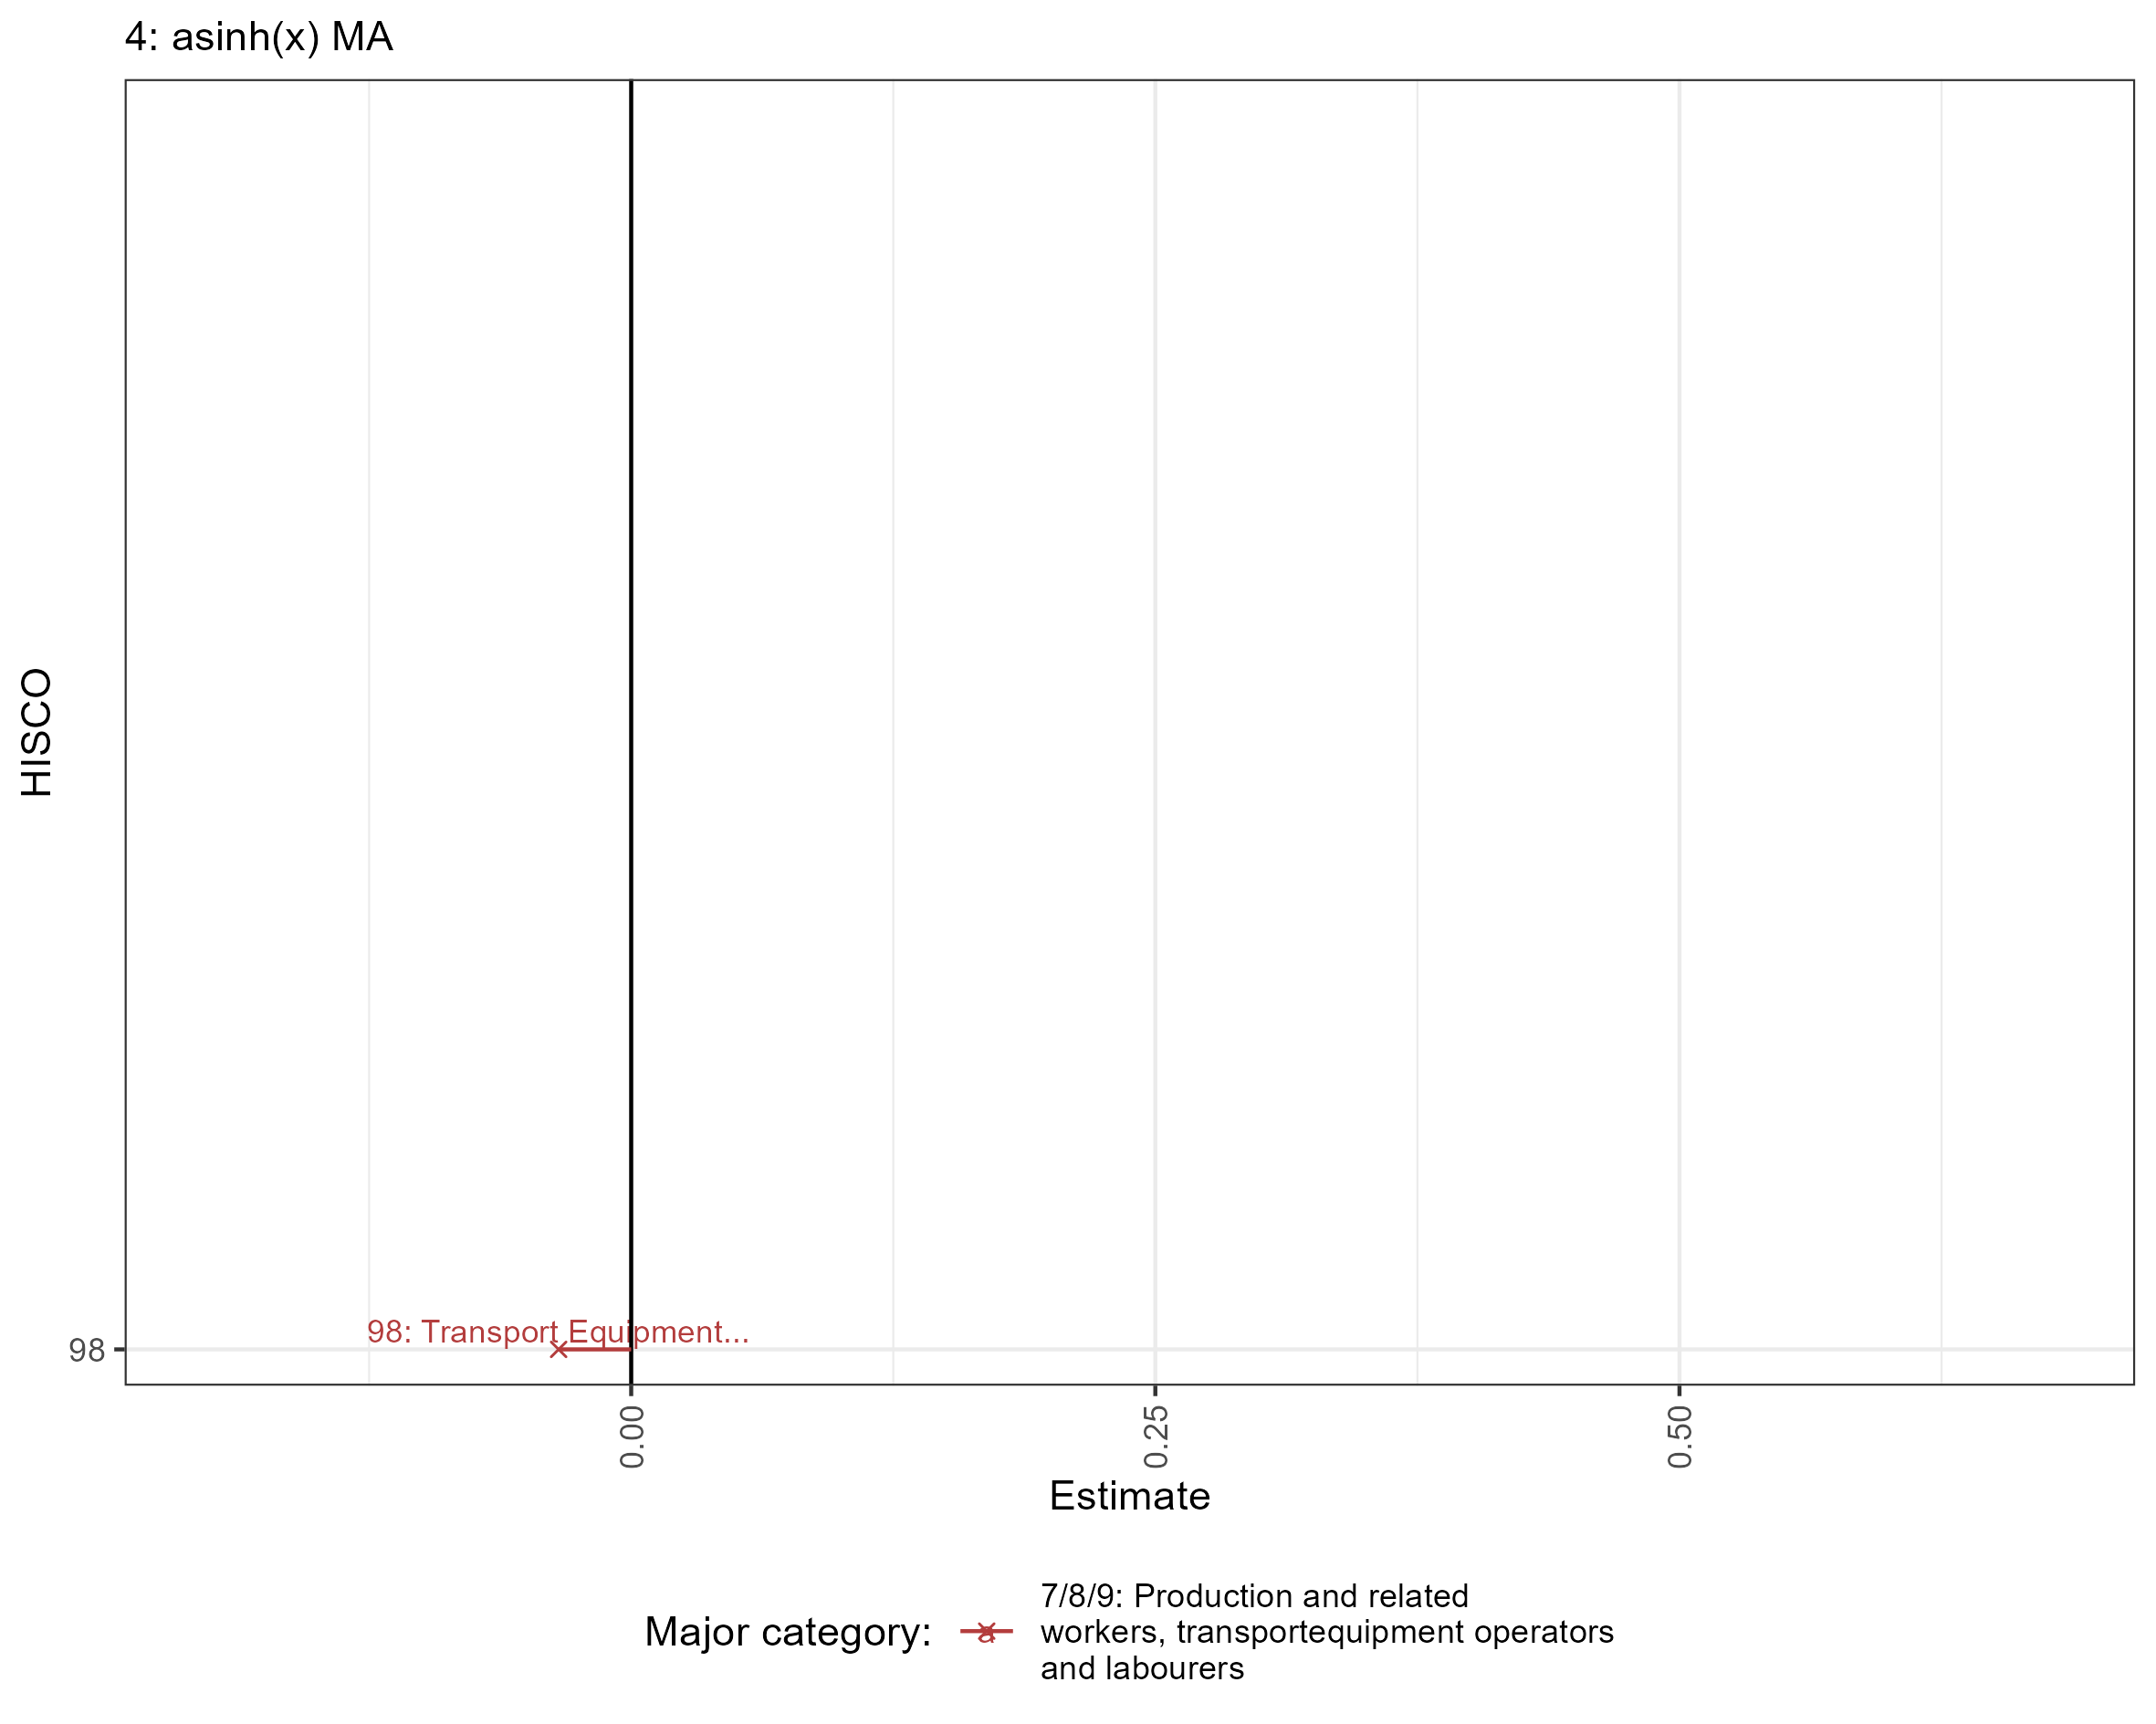 4: asinh(x) MA
HISCO
98: Transport Equipment...
98
0.00
0.25
0.50
Estimate
Major category:
a
7/8/9: Production and related
workers, transportequipment operators
and labourers